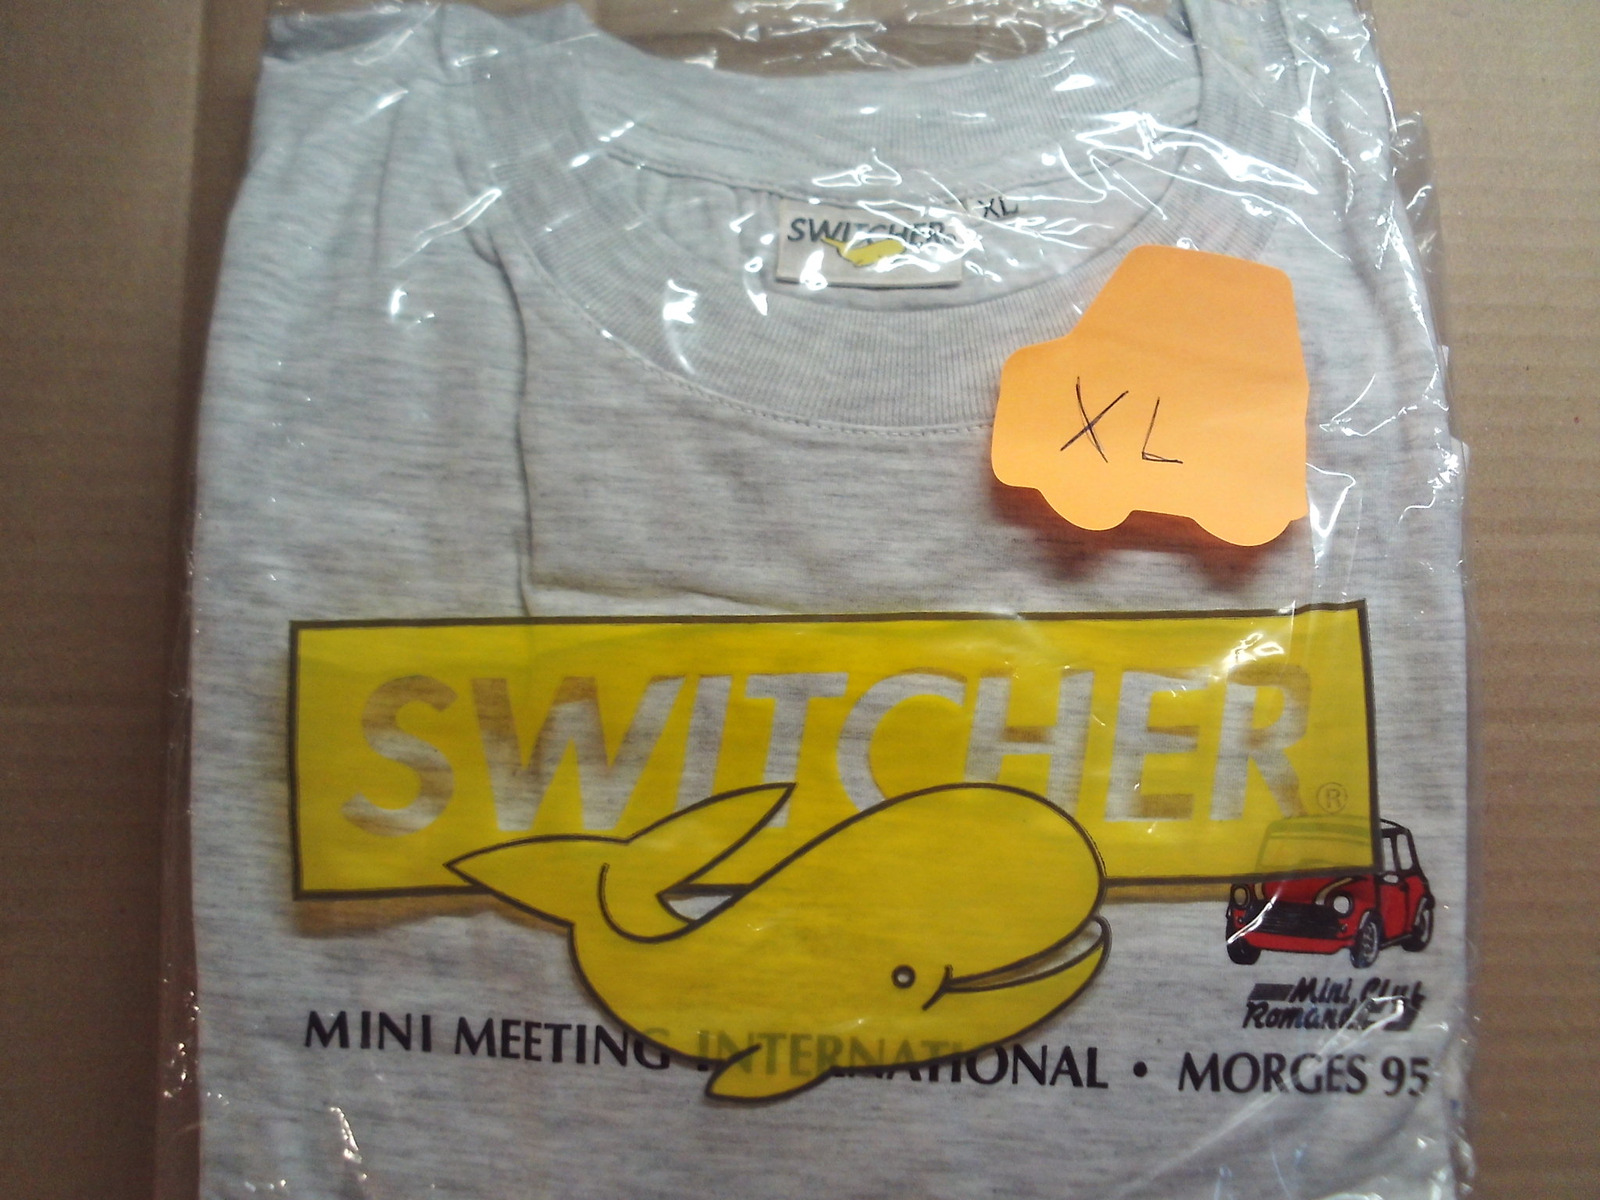 XL
SWITCHER
XL
SWITCHER®
Mini Club
Romand
MINI MEETING INTERNATIONAL • MORGES 95